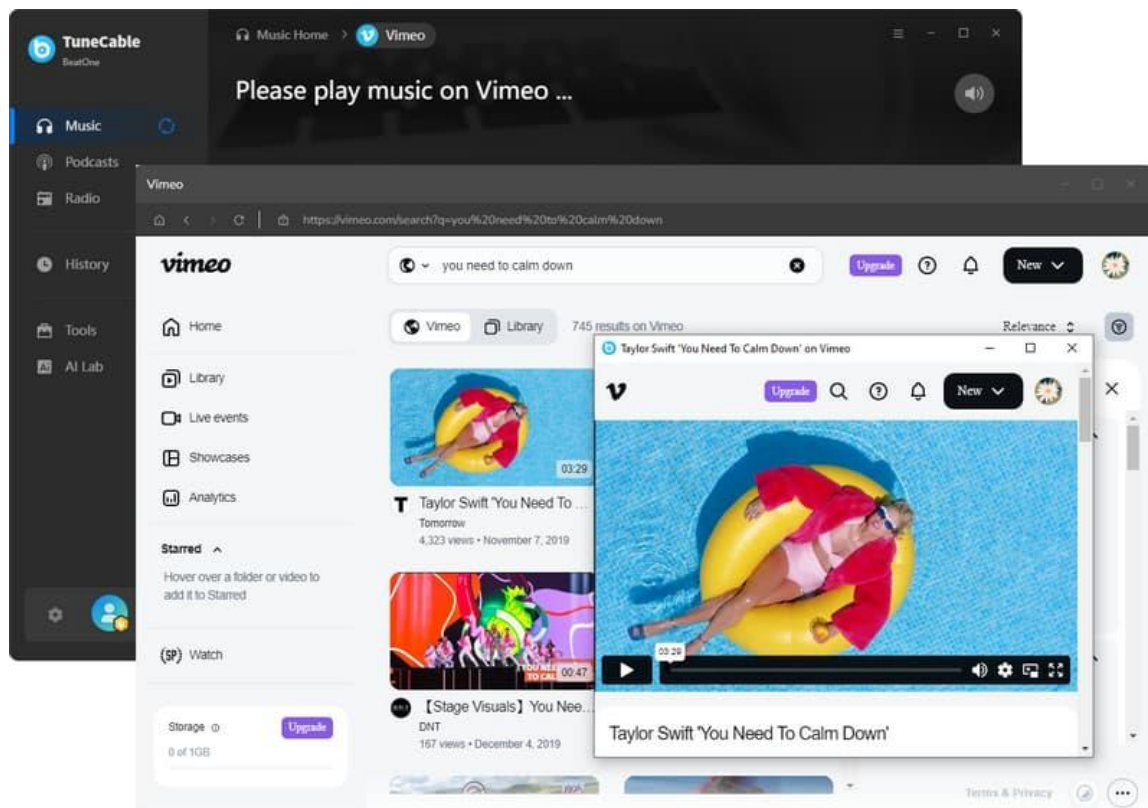 TuneCable
BeatOne
Music Home > Vimeo
Please play music on Vimeo ...
Music
Podcasts
Radio
History
Tools
AI Lab
Vimeo
https://vimeo.com/search?q=you%20need%20to%20calm%20down
vimeo
you need to calm down
Upgrade
New
Home
Library
Live events
Showcases
Analytics
Starred
Hover over a folder or video to
add it to Starred
(SP) Watch
Storage
Upgrade
0 of 1GB
Vimeo
Library
745 results on Vimeo
Relevance
03:29
Taylor Swift 'You Need To ...
Tomorrow
4,323 views • November 7, 2019
00:47
【Stage Visuals】You Nee...
DNT
167 views • December 4, 2019
Taylor Swift 'You Need To Calm Down' on Vimeo
Upgrade
New
03:29
Taylor Swift 'You Need To Calm Down'
Terms & Privacy